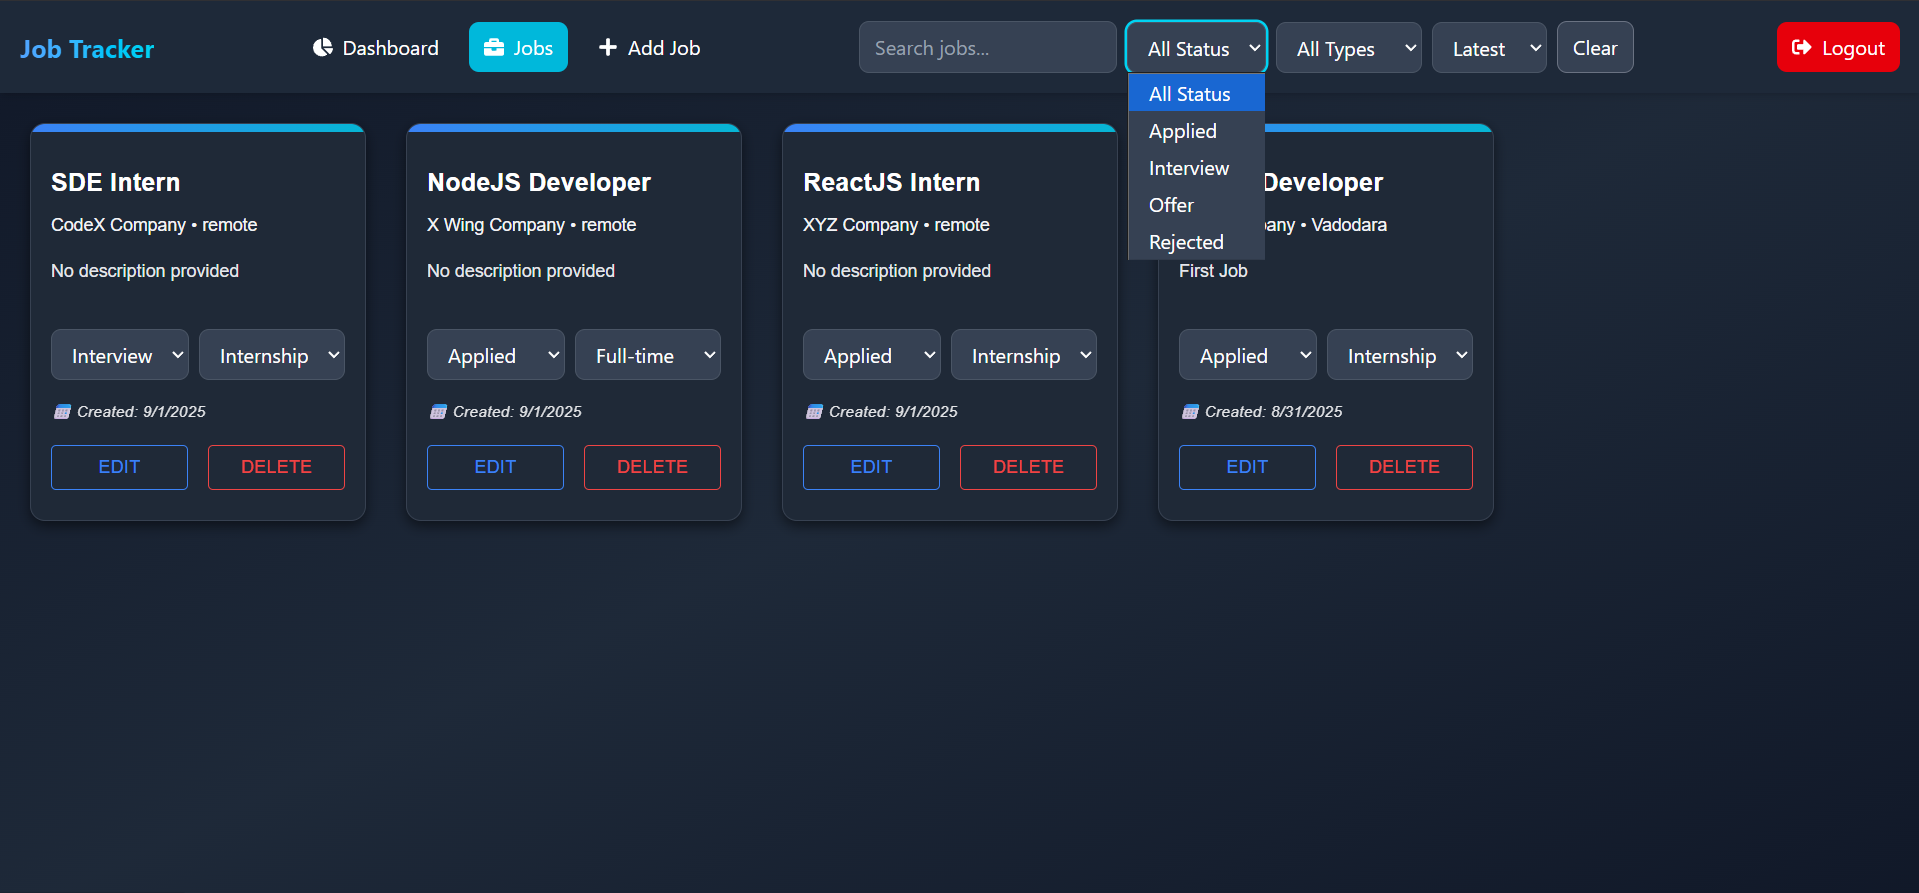 Job Tracker
Dashboard
Jobs
Add Job
Search jobs...
All Status
All Types
Latest
Clear
Logout
All Status
Applied
Interview
Offer
Rejected
SDE Intern
CodeX Company • remote
No description provided
Interview
Internship
Created: 9/1/2025
EDIT
DELETE
NodeJS Developer
X Wing Company • remote
No description provided
Applied
Full-time
Created: 9/1/2025
EDIT
DELETE
ReactJS Intern
XYZ Company • remote
No description provided
Applied
Internship
Created: 9/1/2025
EDIT
DELETE
Developer
• Vadodara
First Job
Applied
Internship
Created: 8/31/2025
EDIT
DELETE